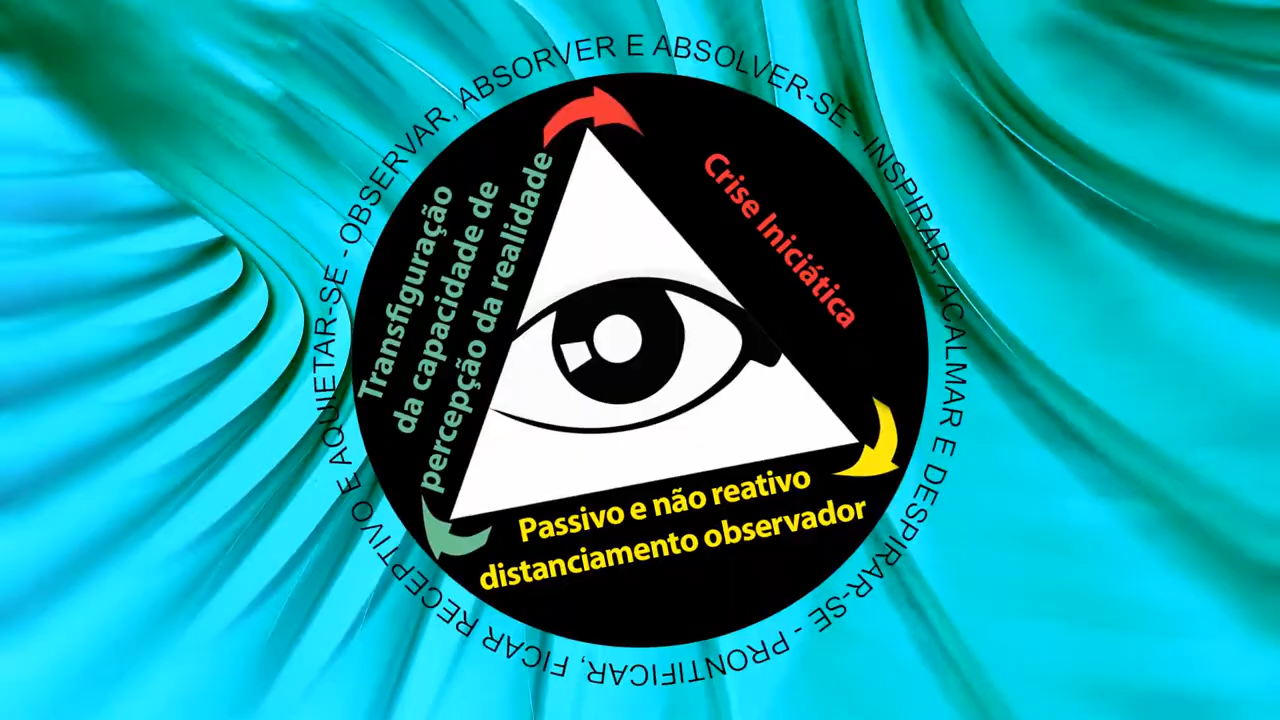 OBSERVAR, ABSORVER E ABSOLVER-SE - INSPIRAR, ACALMAR E DESPIRAR-SE - PRONTIFICAR, FICAR RECEPTIVO E AQUIETAR-SE -
Crise Iniciática
Passivo e não reativo
distanciamento observador
Transfiguração
da capacidade de
percepção da realidade